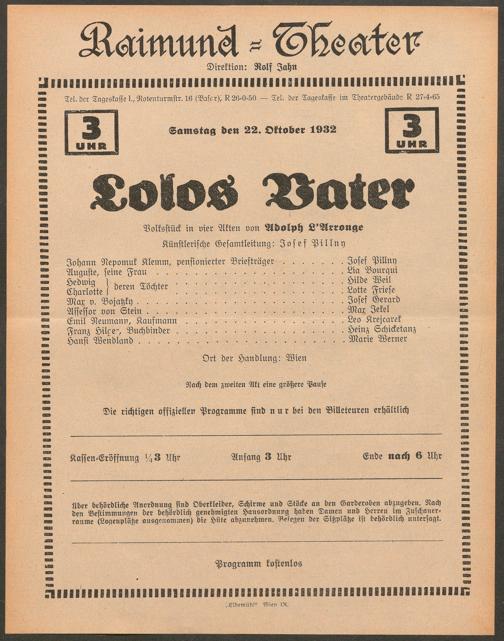 Raimund = Theater
Direktion: Rolf Jahn
Tel. der Tageskasse I., Rotenturmstr. 16 (Basar), R 26-0-50 — Tel. der Tageskasse im Theatergebäude R 27-4-65
3 UHR
Samstag den 22. Oktober 1932
3 UHR
Lolos Vater
Volksstück in vier Akten von Adolph L'Arronge
Künstlerische Gesamtleitung: Josef Pillny
Johann Nepomuk Klemm, pensionierter Briefträger . . . . . . . . Josef Pillny
Auguste, seine Frau . . . . . . . . Lia Bourqui
Hedwig } deren Töchter . . . . . . . . Hilde Weil
Charlotte } . . . . . . . . Lotte Friese
Max v. Bojatzky . . . . . . . . Josef Gerard
Assessor von Stein . . . . . . . . Max Jekel
Emil Neumann, Kaufmann . . . . . . . . Leo Krejcarek
Franz Hilse, Buchbinder . . . . . . . . Heinz Schicketanz
Hansi Wendland . . . . . . . . Marie Werner
Ort der Handlung: Wien
Nach dem zweiten Akt eine größere Pause
Die richtigen offiziellen Programme sind nur bei den Billeteuren erhältlich
Kassen-Eröffnung 1/4 3 Uhr Anfang 3 Uhr Ende nach 6 Uhr
Über behördliche Anordnung sind Oberkleider, Schirme und Stöcke an den Garderoben abzugeben. Nach
den Bestimmungen der behördlich genehmigten Hausordnung haben Damen und Herren im Zuschauer-
raume (Logenplätze ausgenommen) die Hüte abzunehmen. Belegen der Sitzplätze ist behördlich untersagt.
Programm kostenlos
„Elbemühl" Wien IX.